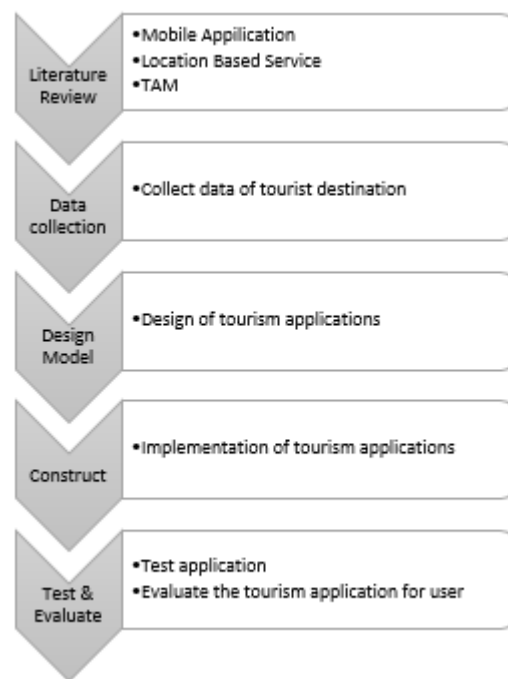 Literature
Review
•Mobile Appilication
•Location Based Service
•TAM
Data
collection
•Collect data of tourist destination
Design
Model
•Design of tourism applications
Construct
•Implementation of tourism applications
Test &
Evaluate
•Test application
•Evaluate the tourism application for user